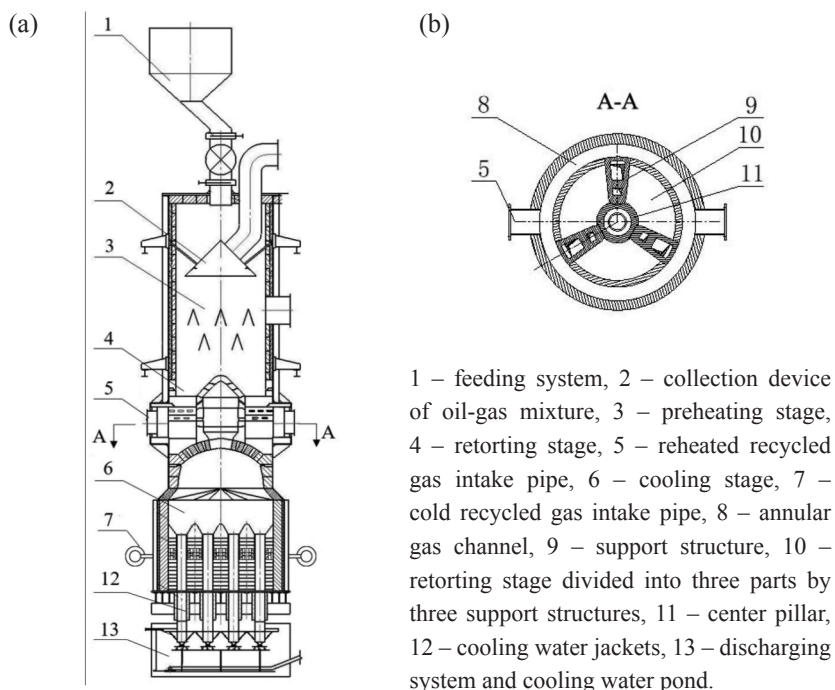 (a)
1
2
3
4
5
A
A
6
7
12
13
(b)
A-A
8
9
10
5
11
1 – feeding system, 2 – collection device
of oil-gas mixture, 3 – preheating stage,
4 – retorting stage, 5 – reheated recycled
gas intake pipe, 6 – cooling stage, 7 –
cold recycled gas intake pipe, 8 – annular
gas channel, 9 – support structure, 10 –
retorting stage divided into three parts by
three support structures, 11 – center pillar,
12 – cooling water jackets, 13 – discharging
system and cooling water pond.